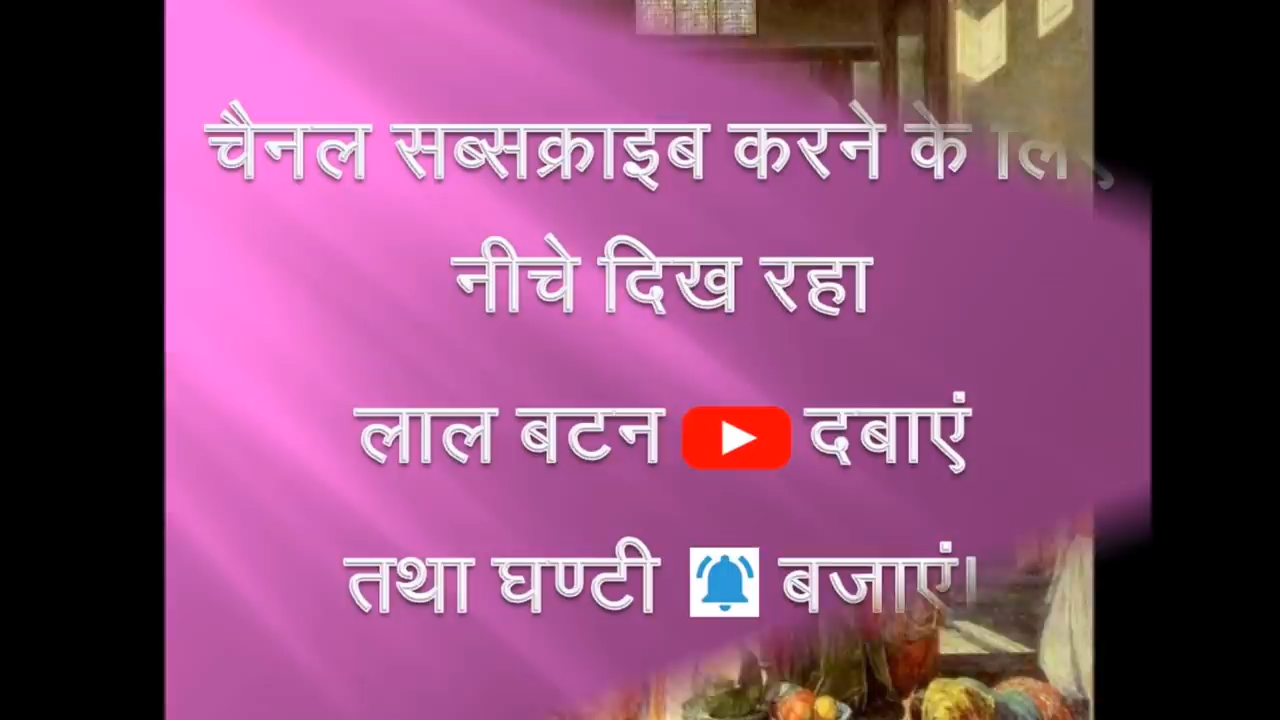 चैनल सब्सक्राइब करने के लिए
नीचे दिख रहा
लाल बटन दबाएं
तथा घण्टी बजाएं।